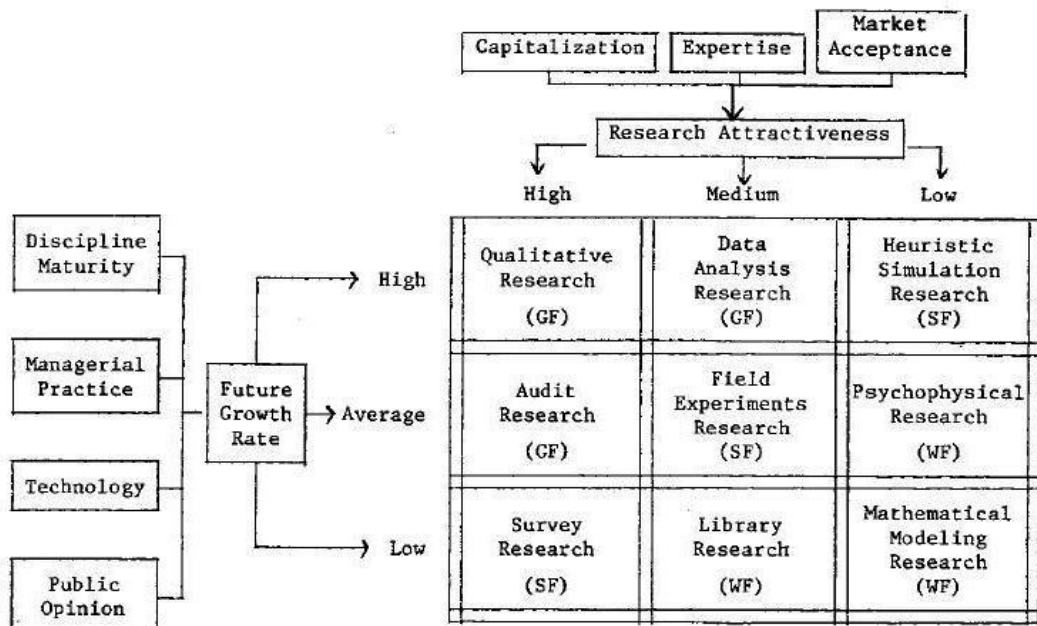 Capitalization
Expertise
Market
Acceptance
Research Attractiveness
High
Medium
Low
Discipline
Maturity
Managerial
Practice
Technology
Public
Opinion
Future
Growth
Rate
High
Qualitative
Research
(GF)
Data
Analysis
Research
(GF)
Heuristic
Simulation
Research
(SF)
Average
Audit
Research
(GF)
Field
Experiments
Research
(SF)
Psychophysical
Research
(WF)
Low
Survey
Research
(SF)
Library
Research
(WF)
Mathematical
Modeling
Research
(WF)